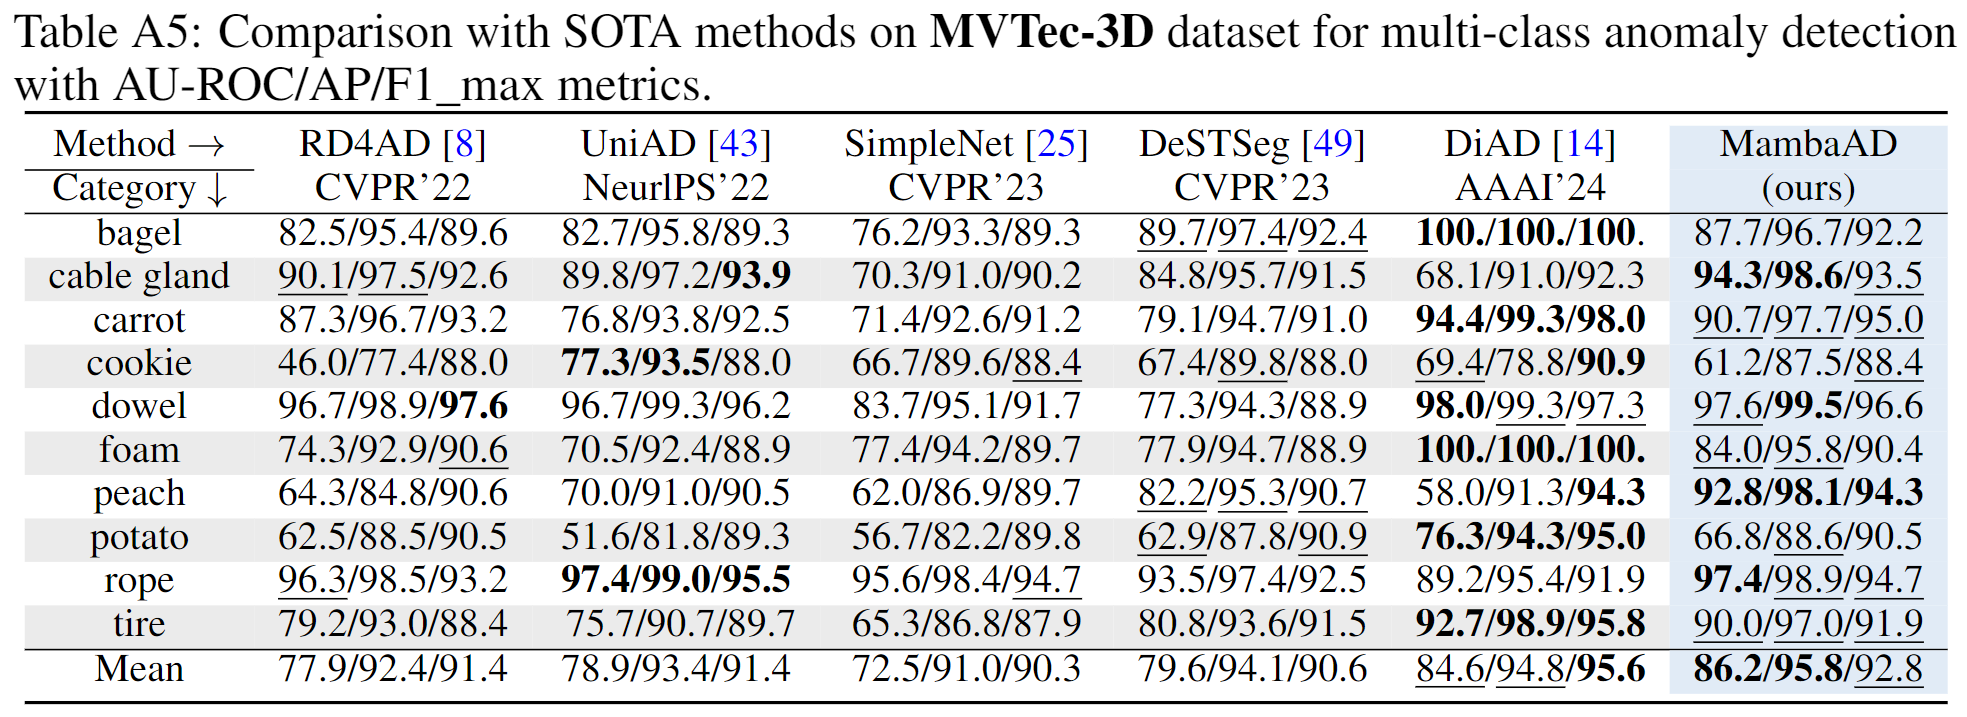 Table A5: Comparison with SOTA methods on MVTec-3D dataset for multi-class anomaly detection
with AU-ROC/AP/F1_max metrics.
Method → RD4AD [8] UniAD [43] SimpleNet [25] DeSTSeg [49] DiAD [14] MambaAD
Category ↓ CVPR'22 NeurlPS'22 CVPR'23 CVPR'23 AAAI'24 (ours)
bagel 82.5/95.4/89.6 82.7/95.8/89.3 76.2/93.3/89.3 89.7/97.4/92.4 100./100./100. 87.7/96.7/92.2
cable gland 90.1/97.5/92.6 89.8/97.2/93.9 70.3/91.0/90.2 84.8/95.7/91.5 68.1/91.0/92.3 94.3/98.6/93.5
carrot 87.3/96.7/93.2 76.8/93.8/92.5 71.4/92.6/91.2 79.1/94.7/91.0 94.4/99.3/98.0 90.7/97.7/95.0
cookie 46.0/77.4/88.0 77.3/93.5/88.0 66.7/89.6/88.4 67.4/89.8/88.0 69.4/78.8/90.9 61.2/87.5/88.4
dowel 96.7/98.9/97.6 96.7/99.3/96.2 83.7/95.1/91.7 77.3/94.3/88.9 98.0/99.3/97.3 97.6/99.5/96.6
foam 74.3/92.9/90.6 70.5/92.4/88.9 77.4/94.2/89.7 77.9/94.7/88.9 100./100./100. 84.0/95.8/90.4
peach 64.3/84.8/90.6 70.0/91.0/90.5 62.0/86.9/89.7 82.2/95.3/90.7 58.0/91.3/94.3 92.8/98.1/94.3
potato 62.5/88.5/90.5 51.6/81.8/89.3 56.7/82.2/89.8 62.9/87.8/90.9 76.3/94.3/95.0 66.8/88.6/90.5
rope 96.3/98.5/93.2 97.4/99.0/95.5 95.6/98.4/94.7 93.5/97.4/92.5 89.2/95.4/91.9 97.4/98.9/94.7
tire 79.2/93.0/88.4 75.7/90.7/89.7 65.3/86.8/87.9 80.8/93.6/91.5 92.7/98.9/95.8 90.0/97.0/91.9
Mean 77.9/92.4/91.4 78.9/93.4/91.4 72.5/91.0/90.3 79.6/94.1/90.6 84.6/94.8/95.6 86.2/95.8/92.8